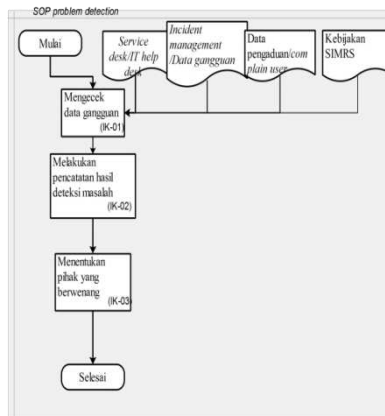 SOP problem detection
Mulai
Service
desk/IT help
desk
Incident
management
/Data gangguan
Data
pengaduan/com
plain user
Kebijakan
SIMRS
Mengecek
data gangguan
(IK-01)
Melakukan
pencatatan hasil
deteksi masalah
(IK-02)
Menentukan
pihak yang
berwenang
(IK-03)
Selesai